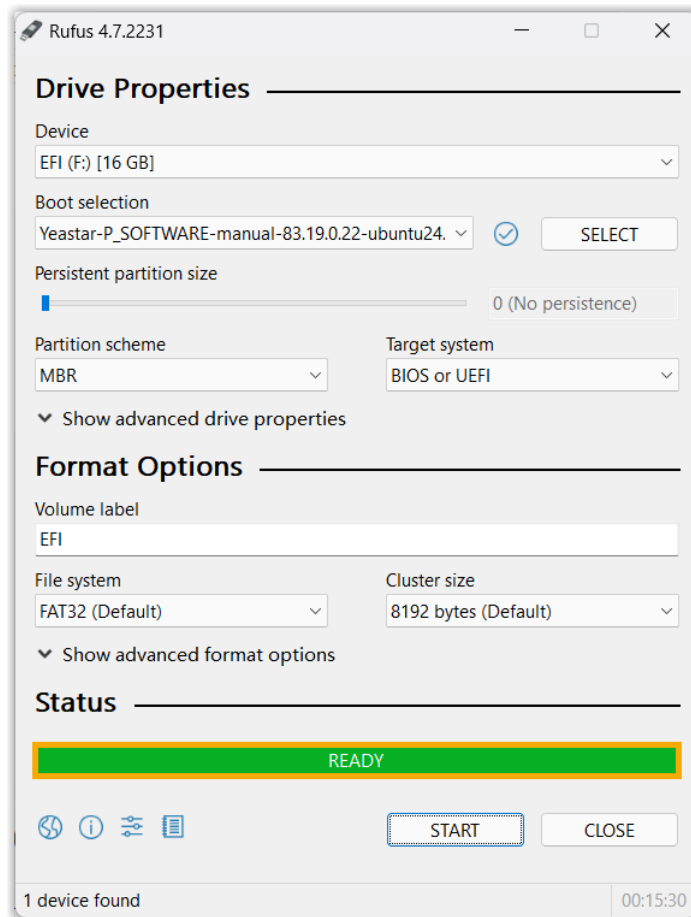 Rufus 4.7.2231
Drive Properties
Device
EFI (F:) [16 GB]
Boot selection
Yeastar-P_SOFTWARE-manual-83.19.0.22-ubuntu24. SELECT
Persistent partition size
0 (No persistence)
Partition scheme Target system
MBR BIOS or UEFI
Show advanced drive properties
Format Options
Volume label
EFI
File system Cluster size
FAT32 (Default) 8192 bytes (Default)
Show advanced format options
Status
READY
START CLOSE
1 device found 00:15:30